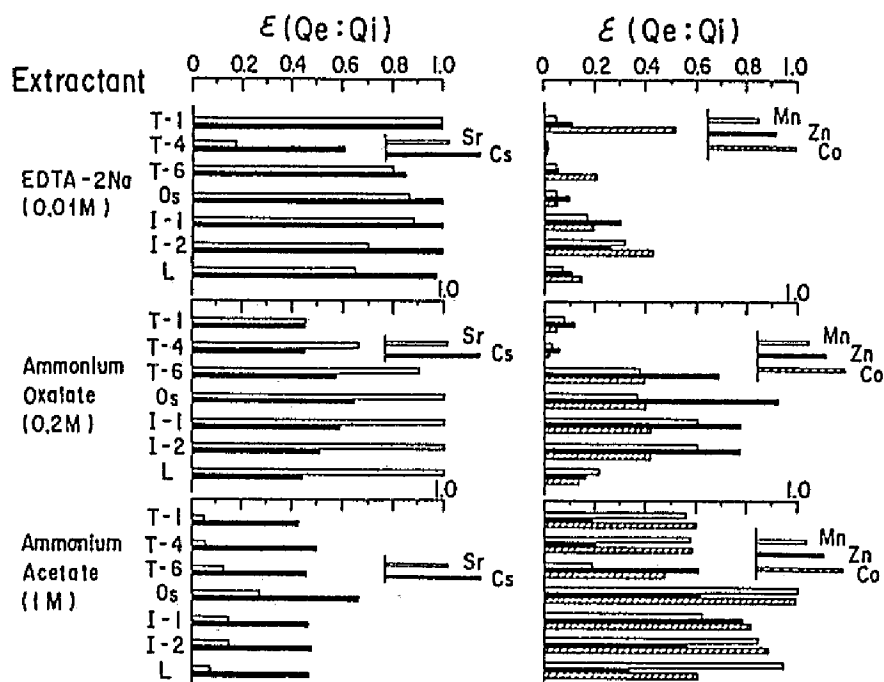 ε (Qe : Qi) ε (Qe : Qi)
0 0.2 0.4 0.6 0.8 1.0 0 0.2 0.4 0.6 0.8 1.0
Extractant
T-1
T-4
T-6
Os
I-1
I-2
L
EDTA-2Na
(0.01M)
Sr
Cs
Mn
Zn
Co
1.0 1.0
T-1
T-4
T-6
Os
I-1
I-2
L
Ammonium
Oxalate
(0.2M)
Sr
Cs
Mn
Zn
Co
1.0 1.0
T-1
T-4
T-6
Os
I-1
I-2
L
Ammonium
Acetate
(1M)
Sr
Cs
Mn
Zn
Co